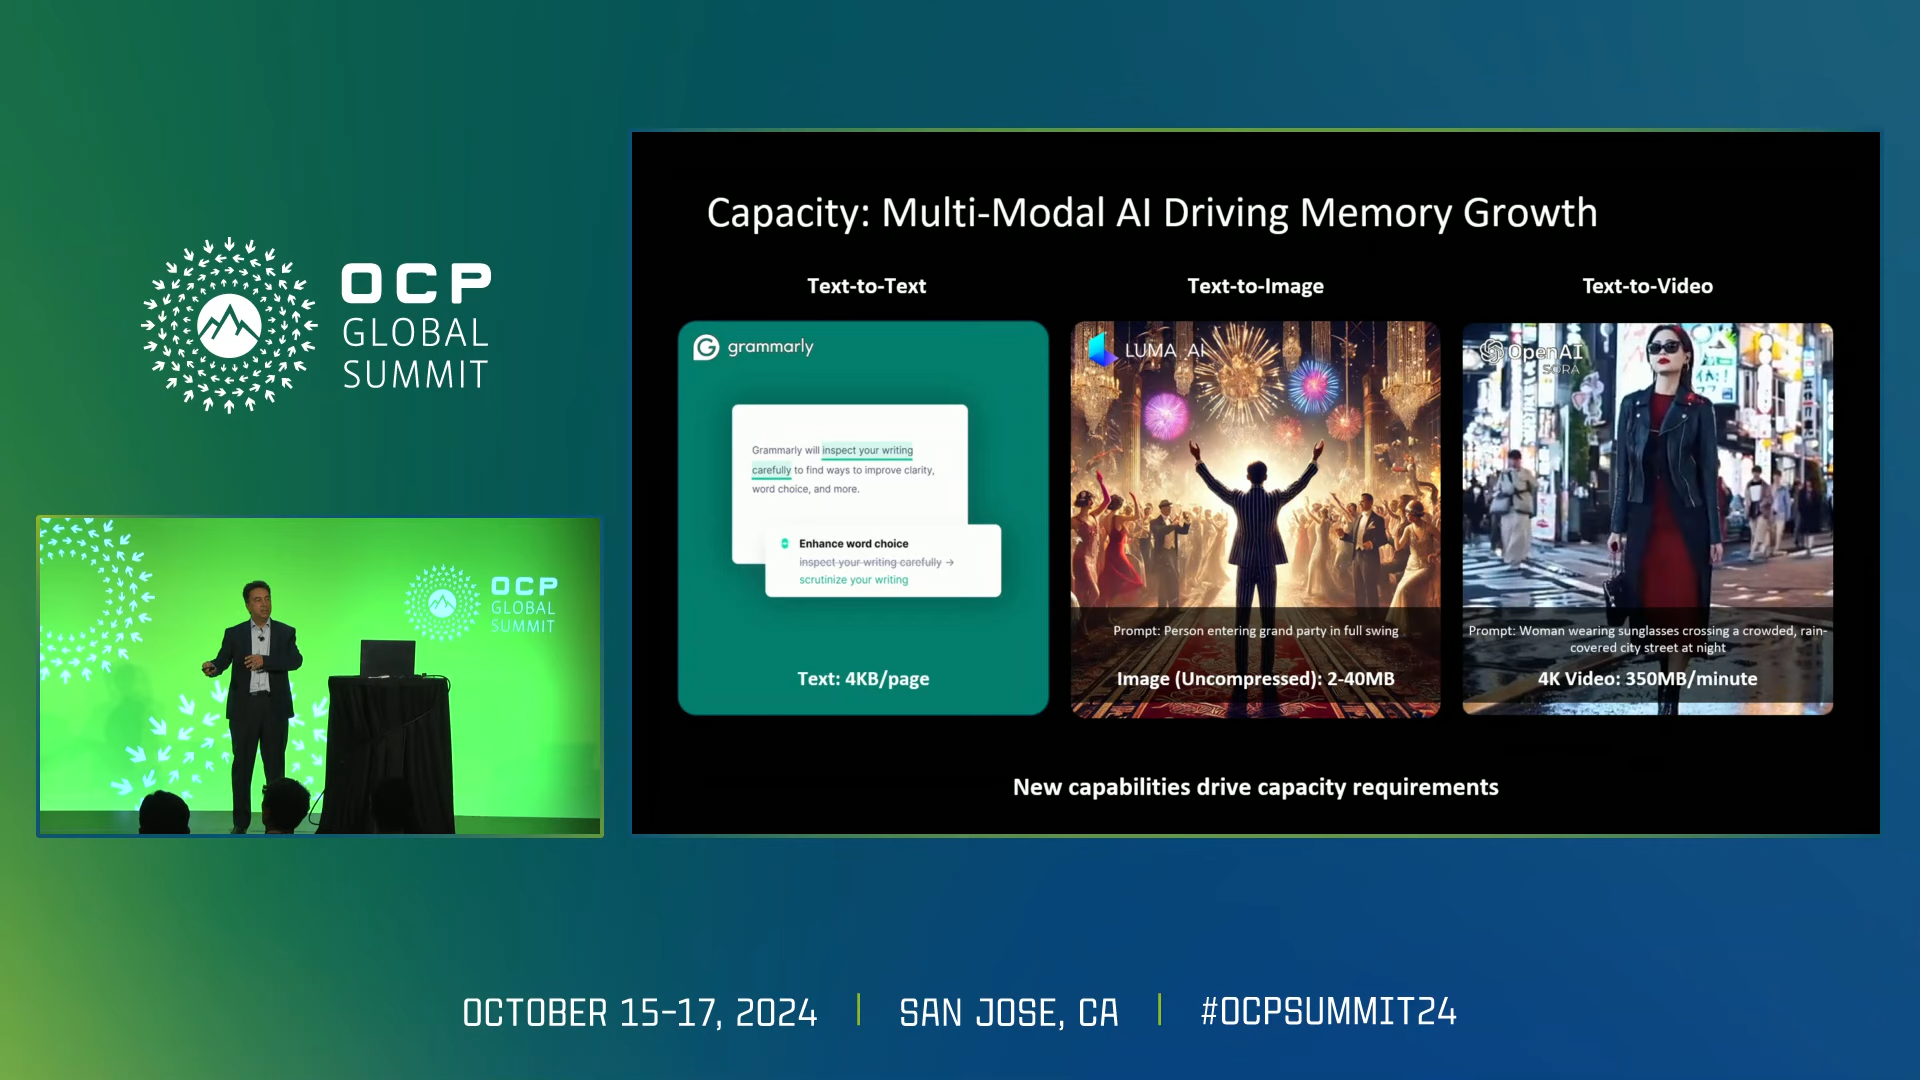 OCP
GLOBAL
SUMMIT
Capacity: Multi-Modal AI Driving Memory Growth
Text-to-Text
Text-to-Image
Text-to-Video
grammarly
Grammarly will inspect your writing
carefully to find ways to improve clarity,
word choice, and more.
Enhance word choice
inspect your writing carefully →
scrutinize your writing
Text: 4KB/page
LUMA AI
Prompt: Person entering grand party in full swing
Image (Uncompressed): 2-40MB
OpenAI
SORA
Prompt: Woman wearing sunglasses crossing a crowded, rain-
covered city street at night
4K Video: 350MB/minute
New capabilities drive capacity requirements
OCP
GLOBAL
SUMMIT
OCTOBER 15-17, 2024 | SAN JOSE, CA | #OCPSUMMIT24